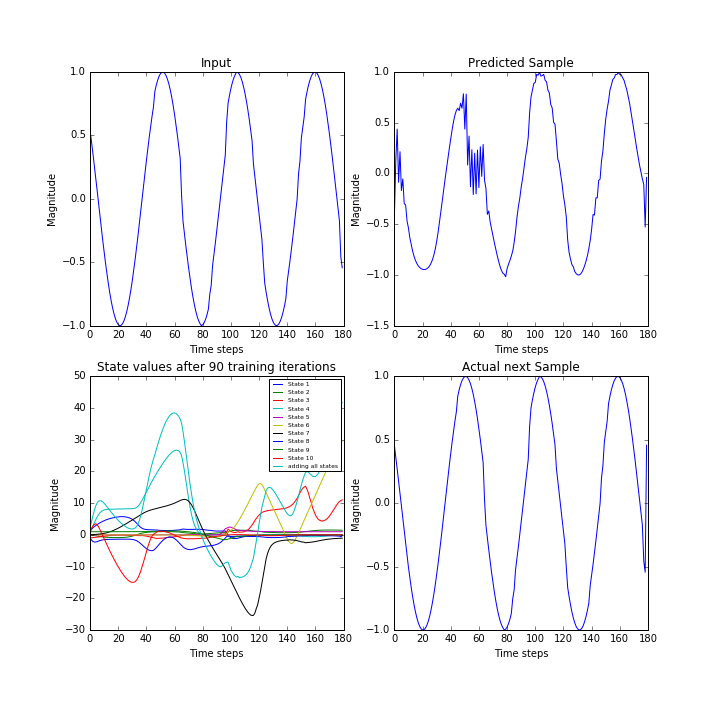 Input
1.0
0.5
0.0
−0.5
−1.0
Magnitude
0 20 40 60 80 100 120 140 160 180
Time steps
Predicted Sample
1.0
0.5
0.0
−0.5
−1.0
−1.5
Magnitude
0 20 40 60 80 100 120 140 160 180
Time steps
State values after 90 training iterations
50
40
30
20
10
0
−10
−20
−30
Magnitude
0 20 40 60 80 100 120 140 160 180
Time steps
State 1
State 2
State 3
State 4
State 5
State 6
State 7
State 8
State 9
State 10
adding all states
Actual next Sample
1.0
0.5
0.0
−0.5
−1.0
Magnitude
0 20 40 60 80 100 120 140 160 180
Time steps